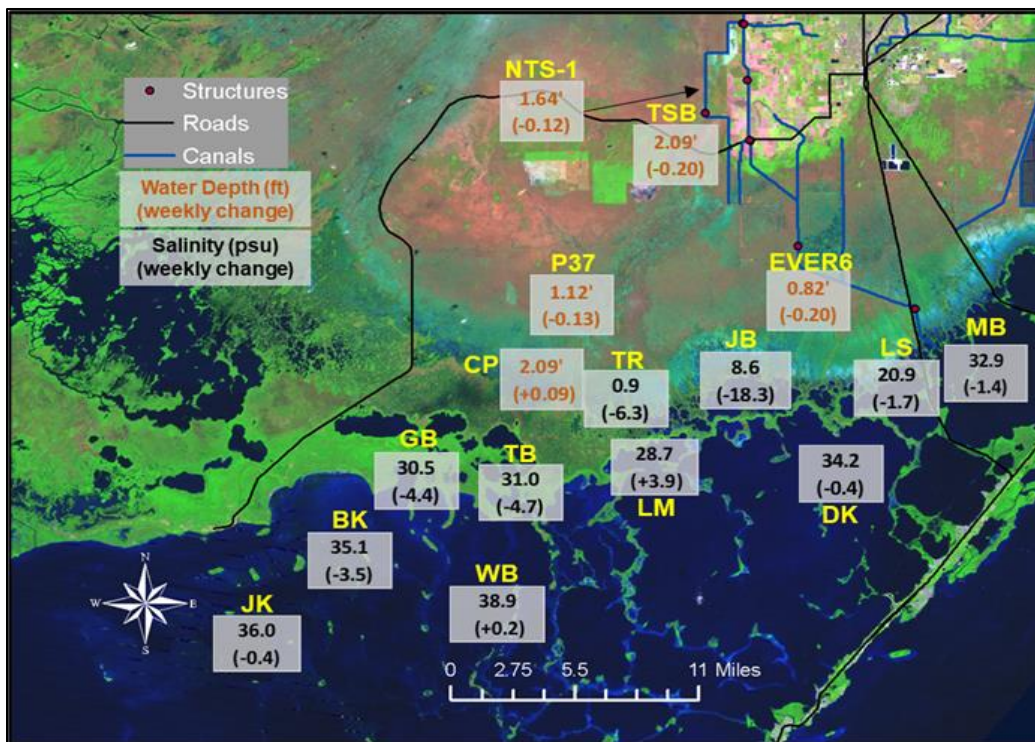 NTS-1
1.64'
(-0.12)
TSB
2.09'
(-0.20)
Structures
Roads
Canals
Water Depth (ft)
(weekly change)
Salinity (psu)
(weekly change)
P37
1.12'
(-0.13)
EVER6
0.82'
(-0.20)
CP
2.09'
(+0.09)
TR
0.9
(-6.3)
JB
8.6
(-18.3)
LS
20.9
(-1.7)
MB
32.9
(-1.4)
GB
30.5
(-4.4)
TB
31.0
(-4.7)
28.7
(+3.9)
LM
34.2
(-0.4)
DK
BK
35.1
(-3.5)
WB
38.9
(+0.2)
JK
36.0
(-0.4)
N
W E
S
0 2.75 5.5 11 Miles